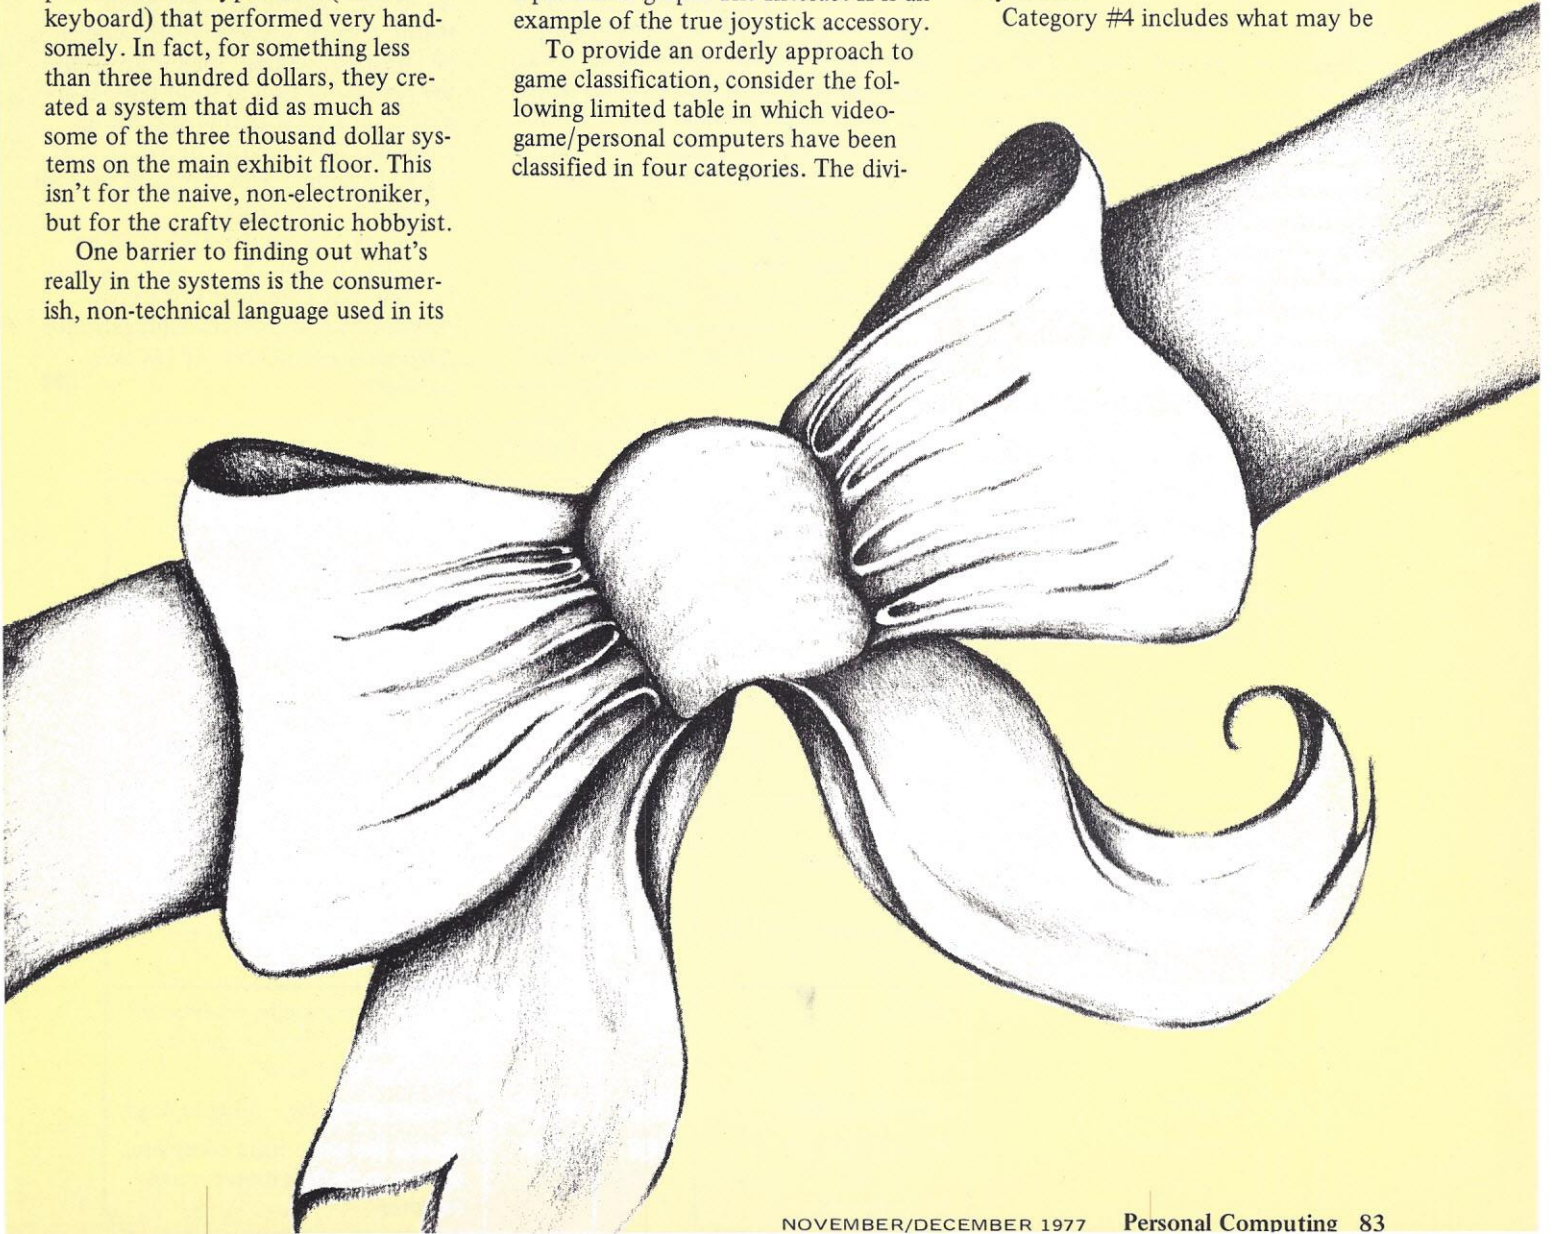 keyboard) that performed very hand-
somely. In fact, for something less
than three hundred dollars, they cre-
ated a system that did as much as
some of the three thousand dollar sys-
tems on the main exhibit floor. This
isn't for the naive, non-electroniker,
but for the crafty electronic hobbyist.
One barrier to finding out what's
really in the systems is the consumer-
ish, non-technical language used in its
example of the true joystick accessory.
To provide an orderly approach to
game classification, consider the fol-
lowing limited table in which video-
game/personal computers have been
classified in four categories. The divi-
Category #4 includes what may be
NOVEMBER/DECEMBER 1977 Personal Computing 83